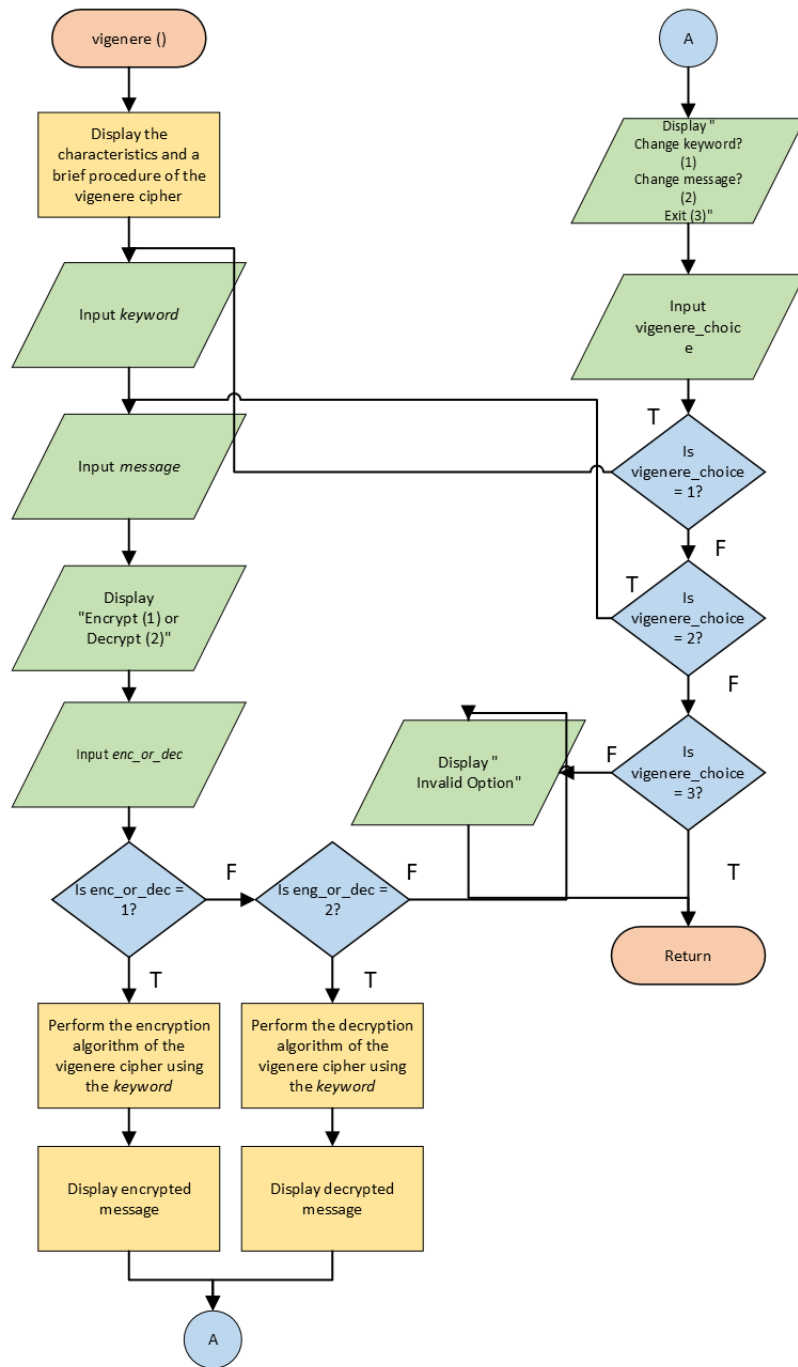 vigenere ()
Display the
characteristics and a
brief procedure of the
vigenere cipher
Input keyword
Input message
Display
"Encrypt (1) or
Decrypt (2)"
Input enc_or_dec
Is enc_or_dec =
1?
F
T
Is eng_or_dec =
2?
F
T
Perform the encryption
algorithm of the
vigenere cipher using
the keyword
Perform the decryption
algorithm of the
vigenere cipher using
the keyword
Display encrypted
message
Display decrypted
message
A
A
Display "
Change keyword?
(1)
Change message?
(2)
Exit (3)"
Input
vigenere_choic
e
T
Is
vigenere_choice
= 1?
F
T
Is
vigenere_choice
= 2?
F
Is
vigenere_choice
= 3?
F
T
Display "
Invalid Option"
Return